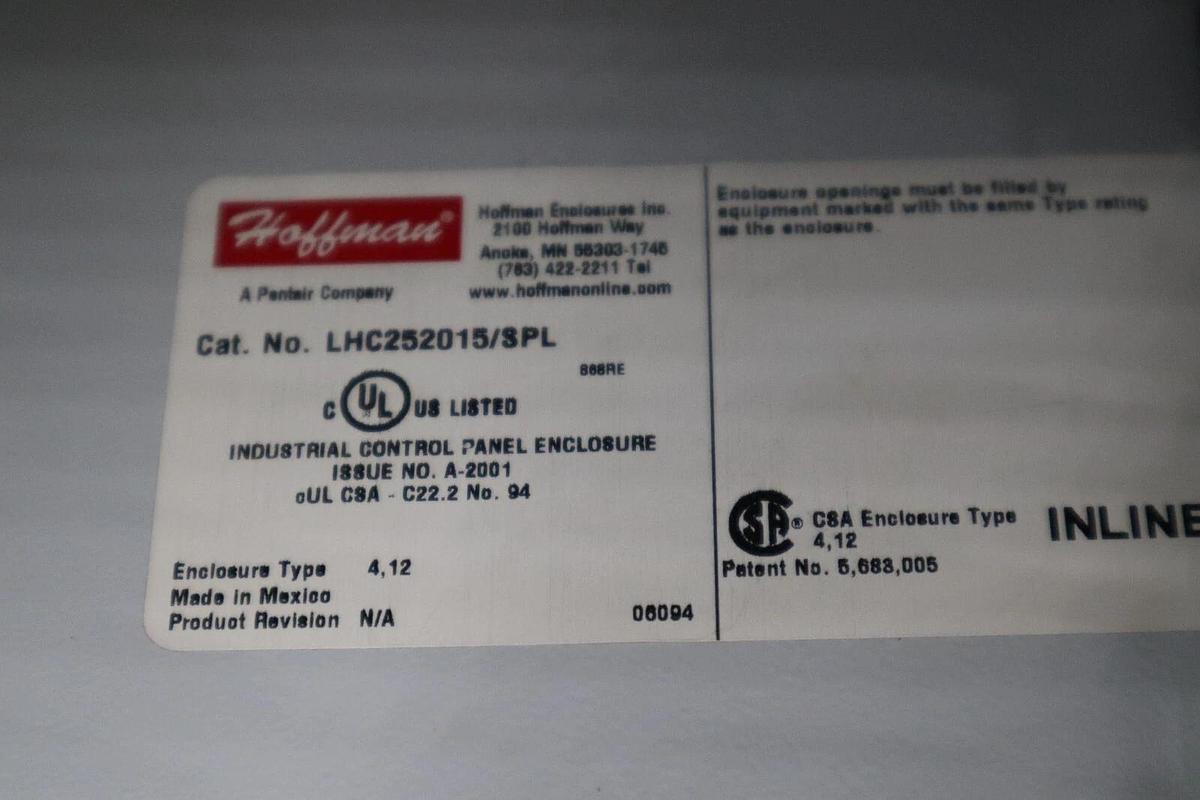 Hoffman®
A Pentair Company
Hoffman Enclosures Inc.
2100 Hoffman Way
Anoka, MN 55303-1745
(763) 422-2211 Tel
www.hoffmanonline.com
Cat. No. LHC252015/SPL
868RE
C UL US LISTED
INDUSTRIAL CONTROL PANEL ENCLOSURE
ISSUE NO. A-2001
cUL CSA - C22.2 No. 94
Enclosure Type 4,12
Made in Mexico
Product Revision N/A
06094
Enclosure openings must be filled by
equipment marked with the same Type rating
as the enclosure.
CSA® CSA Enclosure Type
4,12
Patent No. 5,683,005
INLINE